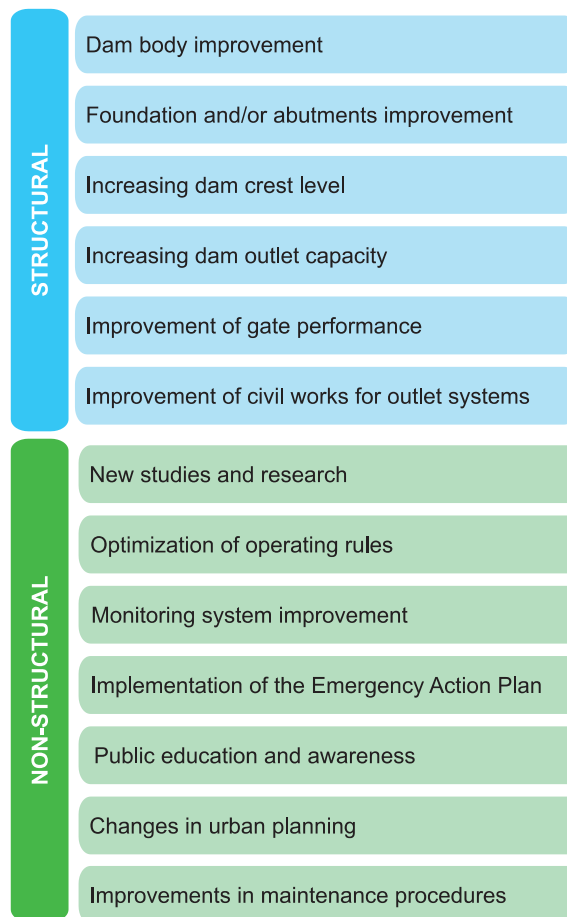 STRUCTURAL
Dam body improvement
Foundation and/or abutments improvement
Increasing dam crest level
Increasing dam outlet capacity
Improvement of gate performance
Improvement of civil works for outlet systems
NON-STRUCTURAL
New studies and research
Optimization of operating rules
Monitoring system improvement
Implementation of the Emergency Action Plan
Public education and awareness
Changes in urban planning
Improvements in maintenance procedures